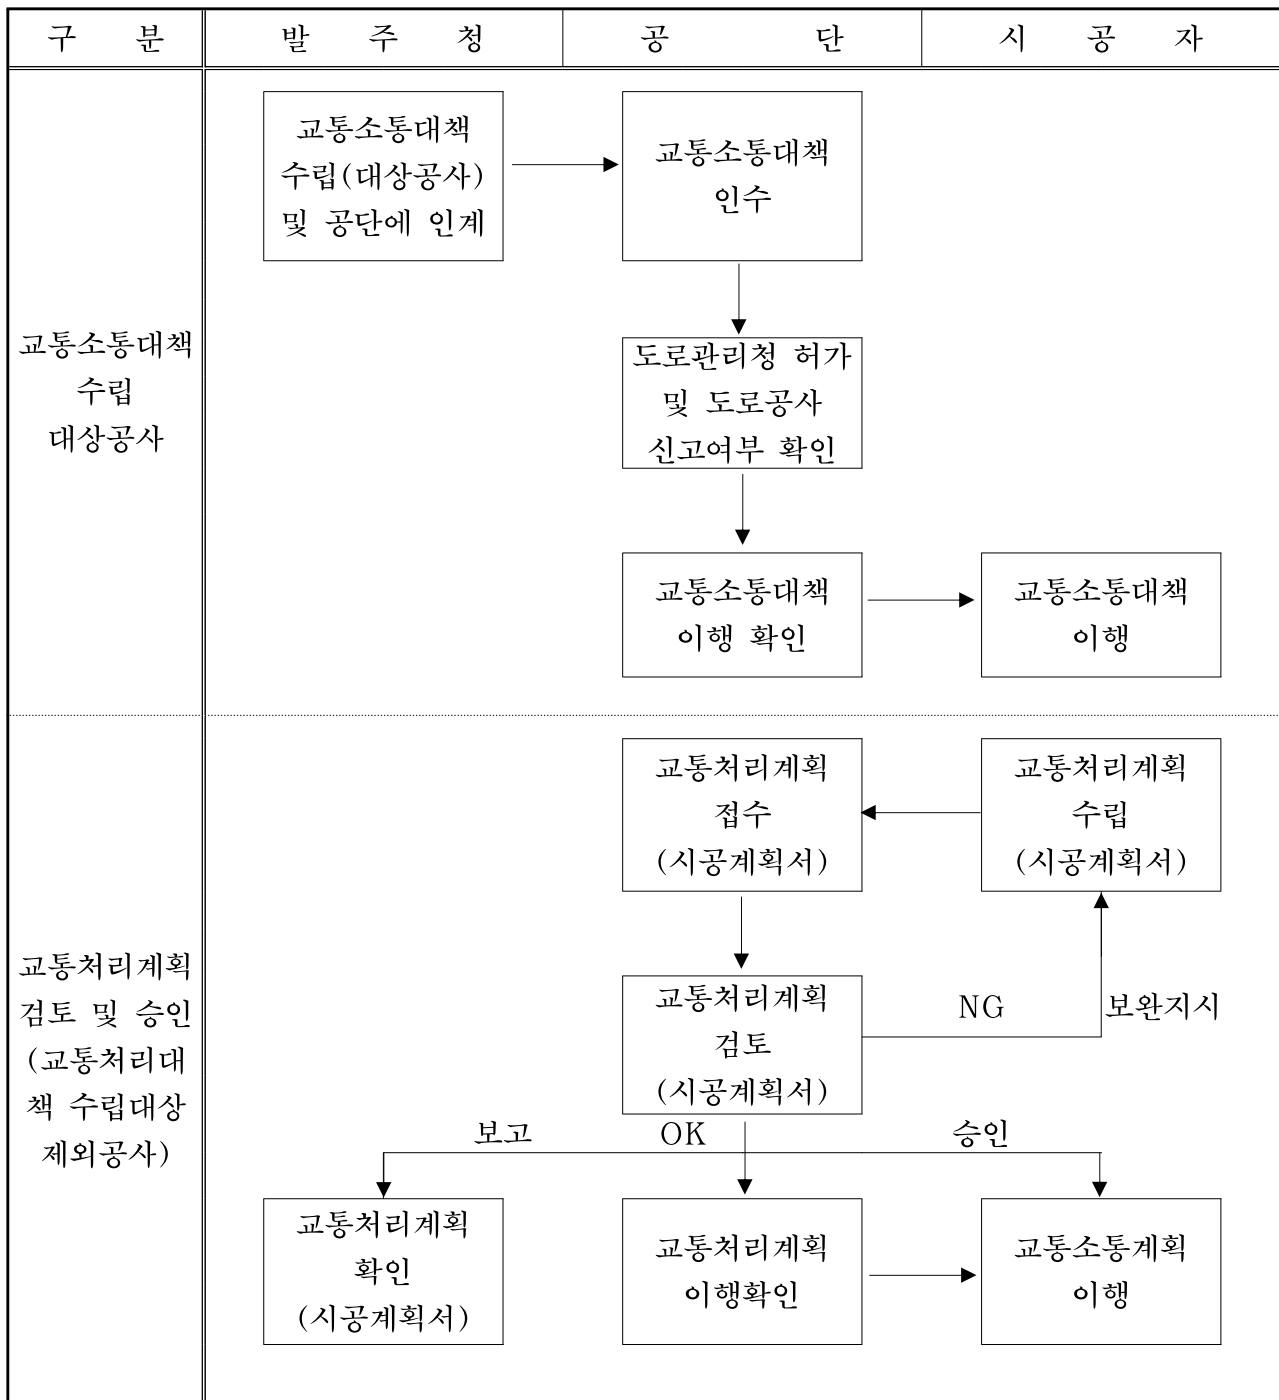 구 분
발 주 청
공 단
시 공 자
교통소통대책
수립
대상공사
교통소통대책
수립(대상공사)
및 공단에 인계
교통소통대책
인수
도로관리청 허가
및 도로공사
신고여부 확인
교통소통대책
이행 확인
교통소통대책
이행
교통처리계획
검토 및 승인
(교통처리대
책 수립대상
제외공사)
교통처리계획
접수
(시공계획서)
교통처리계획
수립
(시공계획서)
교통처리계획
검토
(시공계획서)
NG
보완지시
보고
OK
승인
교통처리계획
확인
(시공계획서)
교통처리계획
이행확인
교통소통계획
이행